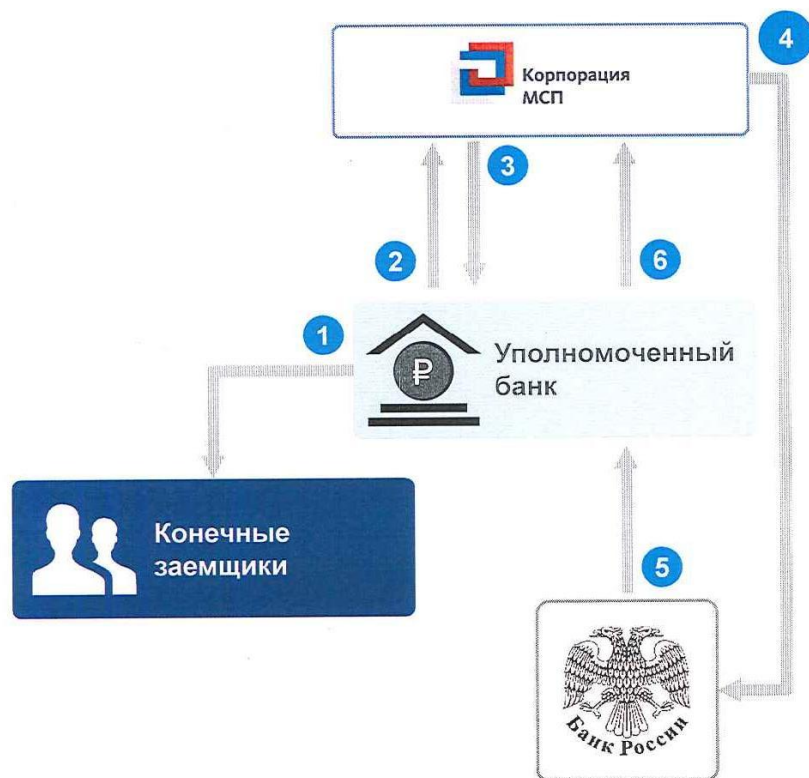 4
Корпорация
МСП
3
2
6
1
Уполномоченный
банк
Конечные
заемщики
5
Банк России